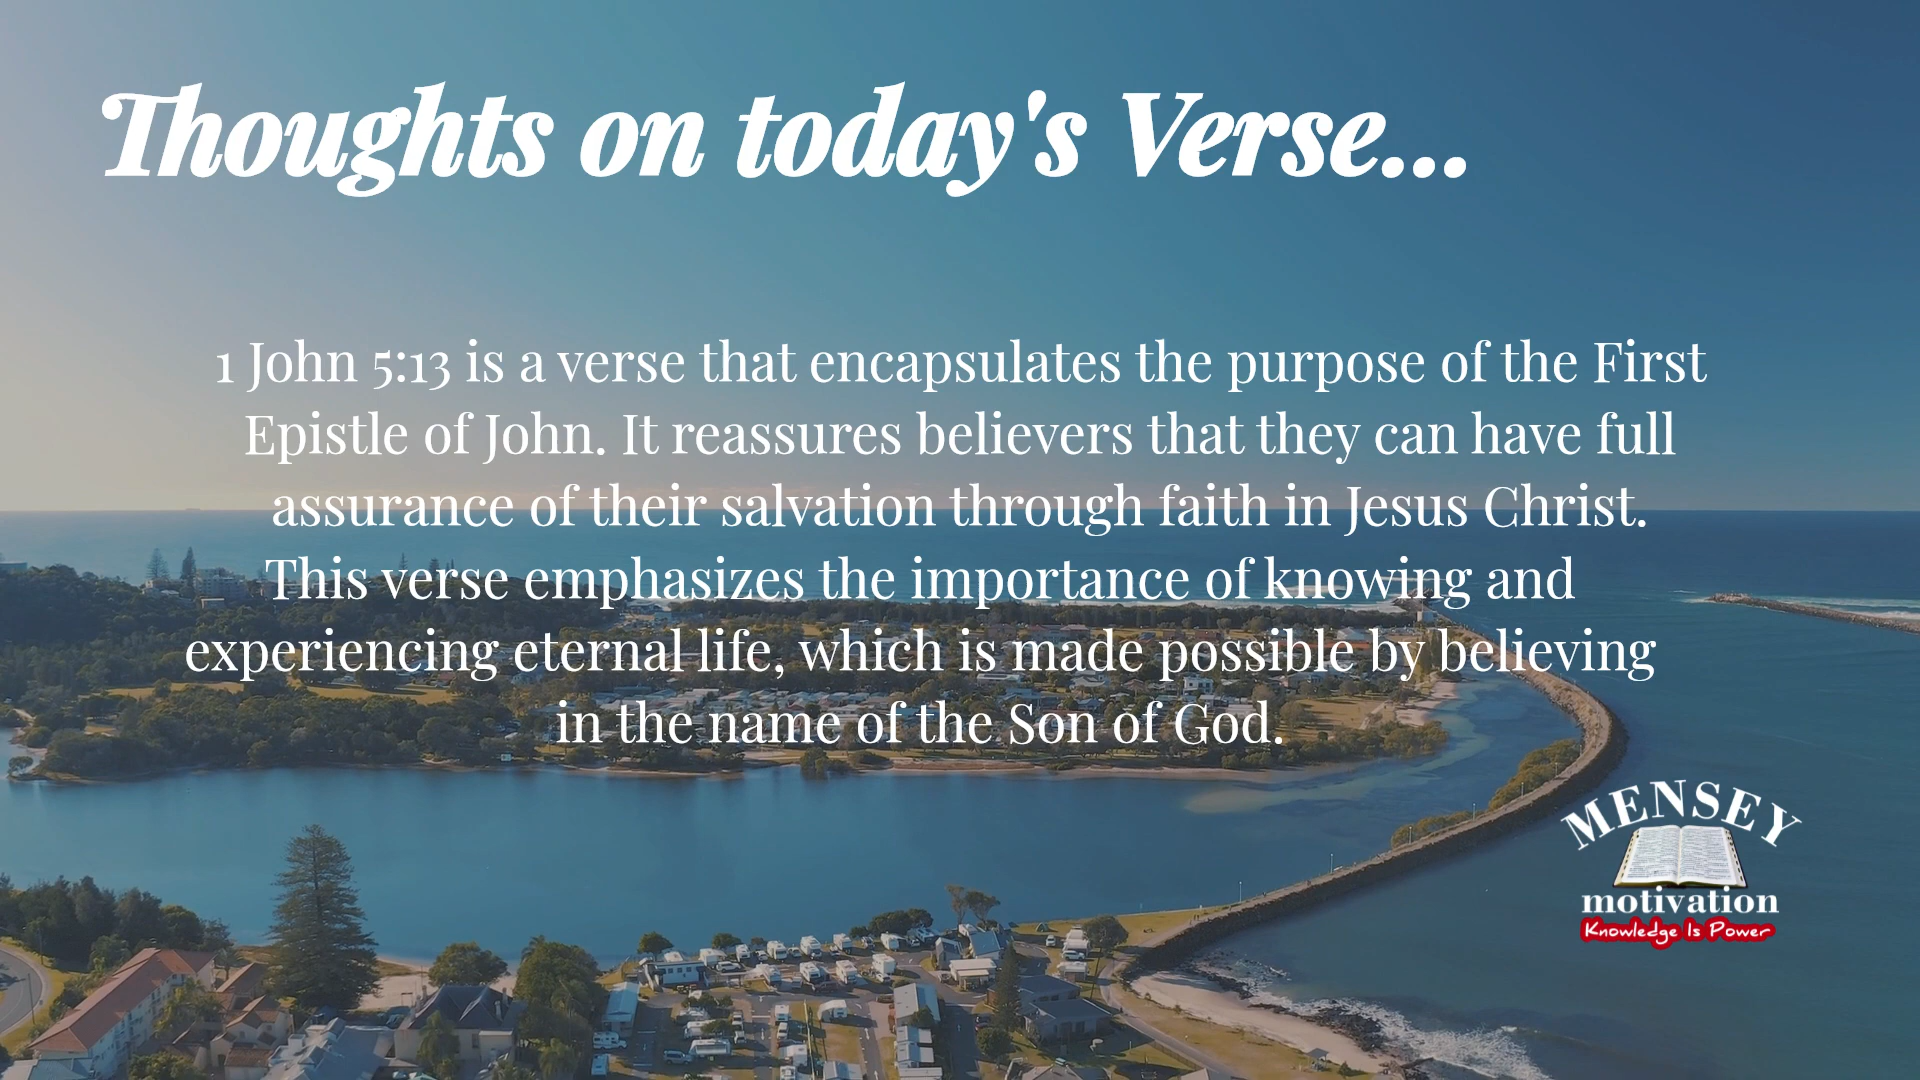 Thoughts on today's Verse...
1 John 5:13 is a verse that encapsulates the purpose of the First
Epistle of John. It reassures believers that they can have full
assurance of their salvation through faith in Jesus Christ.
This verse emphasizes the importance of knowing and
experiencing eternal life, which is made possible by believing
in the name of the Son of God.
MENSEY
motivation
Knowledge Is Power